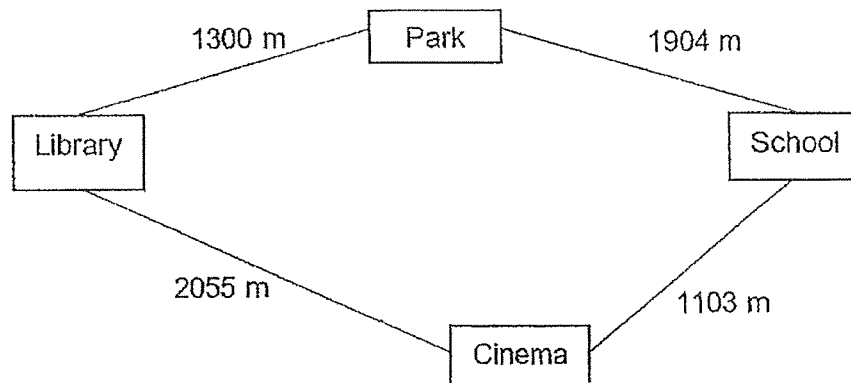 1300 m
Park
1904 m
Library
School
2055 m
1103 m
Cinema